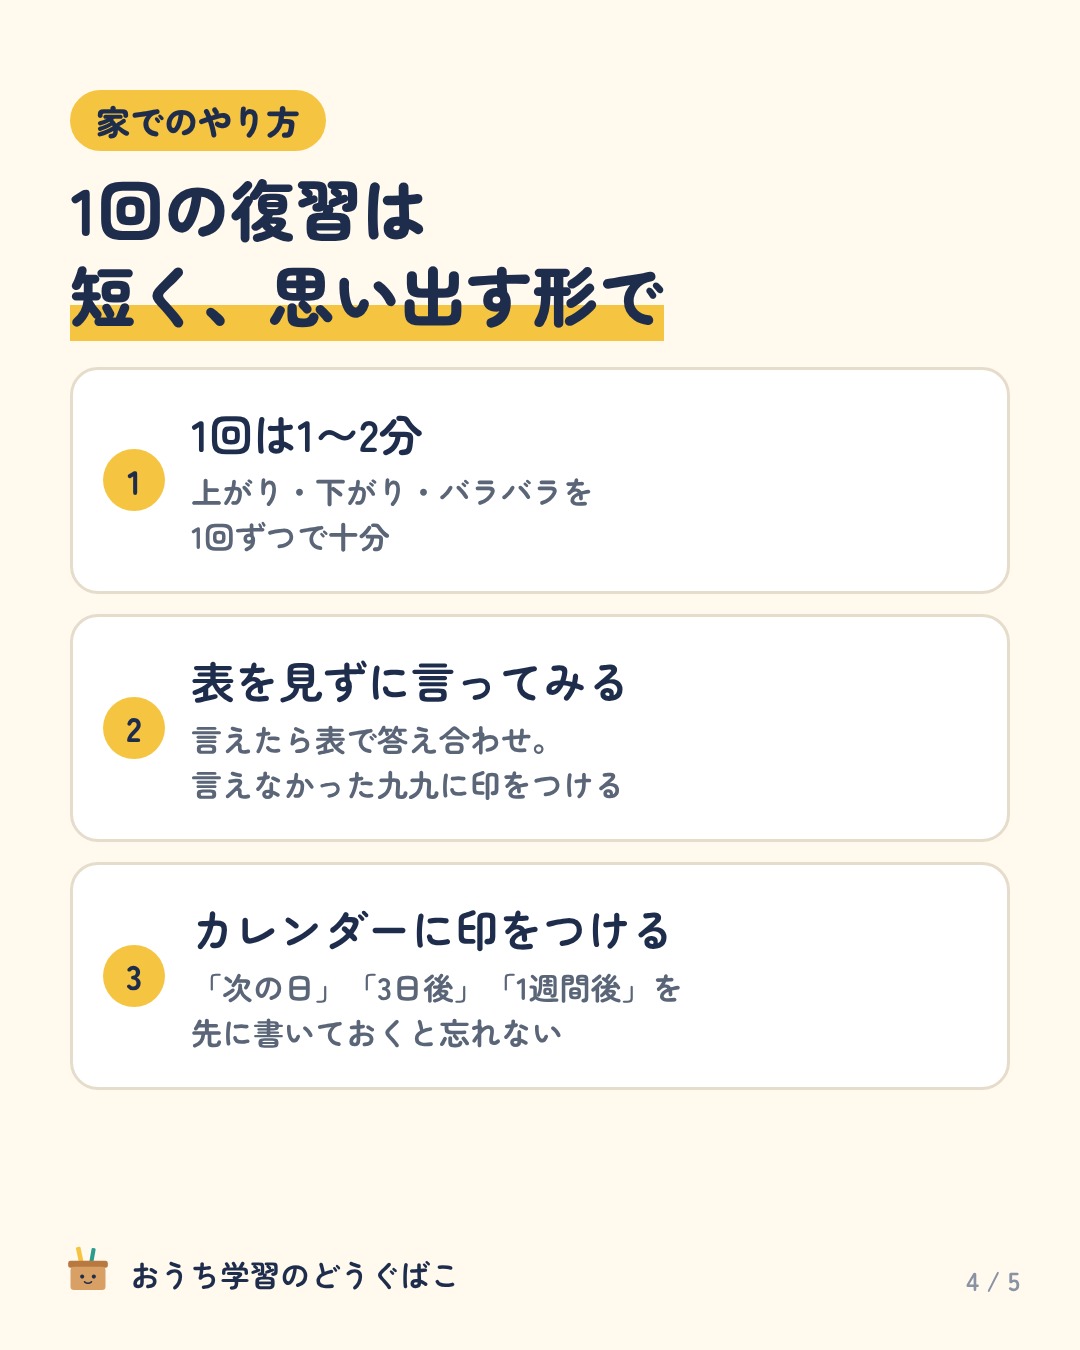 家でのやり方
1回の復習は
短く、思い出す形で
1
1回は1〜2分
上がり・下がり・バラバラを
1回ずつで十分
2
表を見ずに言ってみる
言えたら表で答え合わせ。
言えなかった九九に印をつける
3
カレンダーに印をつける
「次の日」「3日後」「1週間後」を
先に書いておくと忘れない
おうち学習のどうぐばこ
4 / 5